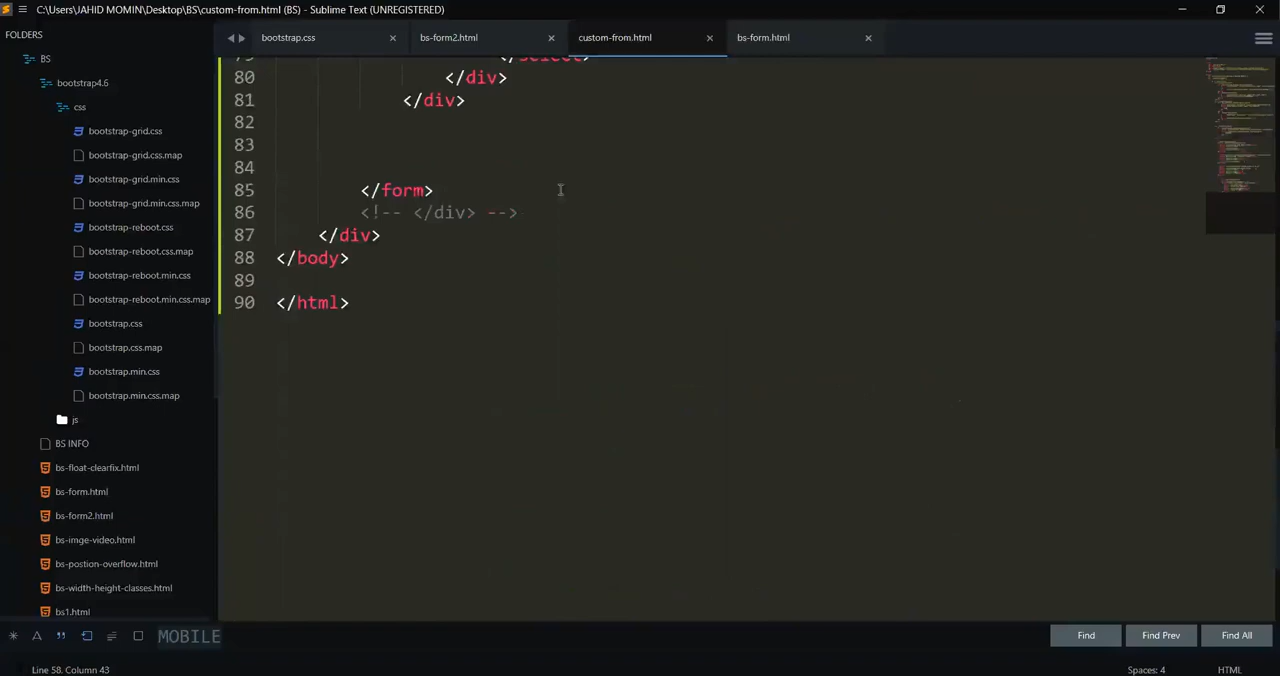 C:\Users\JAHID MOMIN\Desktop\BS\custom-from.html (BS) - Sublime Text (UNREGISTERED)
FOLDERS
BS
bootstrap4.6
css
bootstrap-grid.css
bootstrap-grid.css.map
bootstrap-grid.min.css
bootstrap-grid.min.css.map
bootstrap-reboot.css
bootstrap-reboot.css.map
bootstrap-reboot.min.css
bootstrap-reboot.min.css.map
bootstrap.css
bootstrap.css.map
bootstrap.min.css
bootstrap.min.css.map
js
BS INFO
bs-float-clearfix.html
bs-form.html
bs-form2.html
bs-imge-video.html
bs-postion-overflow.html
bs-width-height-classes.html
bs1.html
bootstrap.css
bs-form2.html
custom-from.html
bs-form.html
79 </select>
80 </div>
81 </div>
82
83
84
85 </form>
86 <!-- </div> -->
87 </div>
88 </body>
89
90 </html>
MOBILE
Find
Find Prev
Find All
Line 58, Column 43
Spaces: 4
HTML